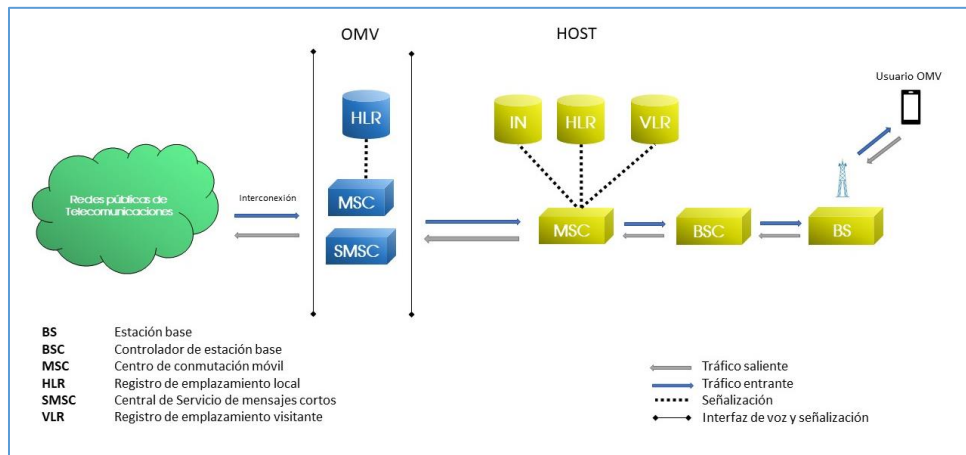 OMV
HOST
Usuario OMV
HLR
IN
HLR
VLR
Redes públicas de
Telecomunicaciones
Interconexión
MSC
SMSC
MSC
BSC
BS
BS Estación base
BSC Controlador de estación base
MSC Centro de conmutación móvil
HLR Registro de emplazamiento local
SMSC Central de Servicio de mensajes cortos
VLR Registro de emplazamiento visitante
Tráfico saliente
Tráfico entrante
Señalización
Interfaz de voz y señalización